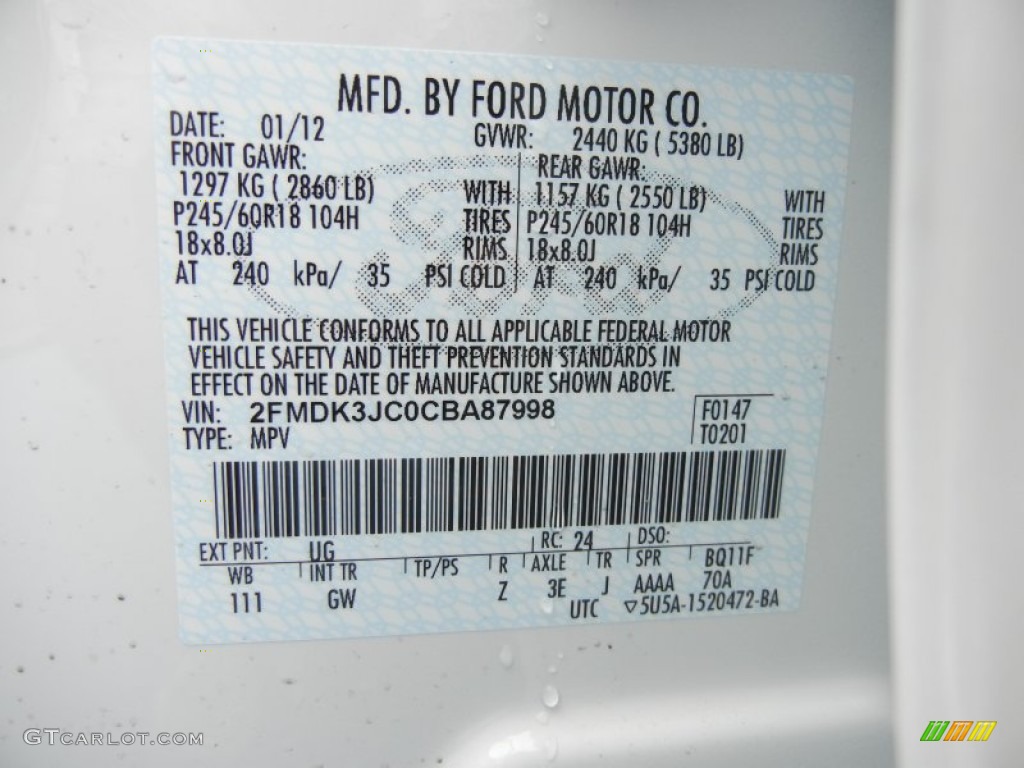 MFD. BY FORD MOTOR CO.
DATE: 01/12 GVWR: 2440 KG ( 5380 LB)
FRONT GAWR: REAR GAWR:
1297 KG ( 2860 LB) WITH 1157 KG ( 2550 LB) WITH
P245/60R18 104H TIRES P245/60R18 104H TIRES
18x8.0J RIMS 18x8.0J RIMS
AT 240 kPa/ 35 PSI COLD AT 240 kPa/ 35 PSI COLD
Ford
THIS VEHICLE CONFORMS TO ALL APPLICABLE FEDERAL MOTOR
VEHICLE SAFETY AND THEFT PREVENTION STANDARDS IN
EFFECT ON THE DATE OF MANUFACTURE SHOWN ABOVE.
VIN: 2FMDK3JC0CBA87998 F0147
TYPE: MPV T0201
EXT PNT: UG RC: 24 DSO:
WB INT TR TP/PS R AXLE TR SPR BQ11F
111 GW Z 3E J AAAA 70A
UTC ▽5U5A-1520472-BA
GTCARLOT.COM